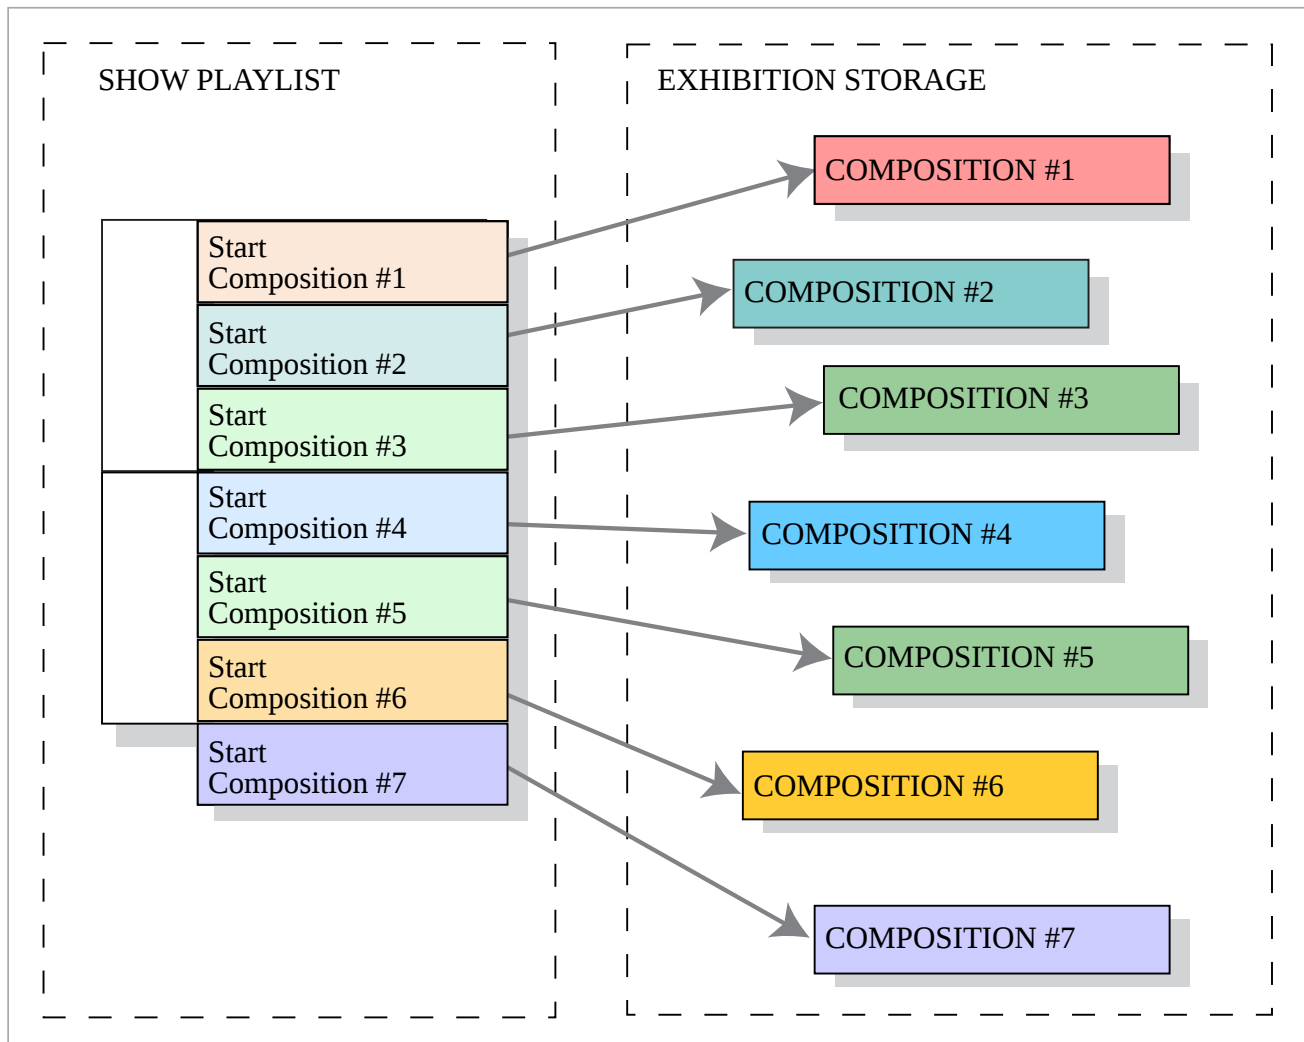 SHOW PLAYLIST
Start
Composition #1
Start
Composition #2
Start
Composition #3
Start
Composition #4
Start
Composition #5
Start
Composition #6
Start
Composition #7
EXHIBITION STORAGE
COMPOSITION #1
COMPOSITION #2
COMPOSITION #3
COMPOSITION #4
COMPOSITION #5
COMPOSITION #6
COMPOSITION #7